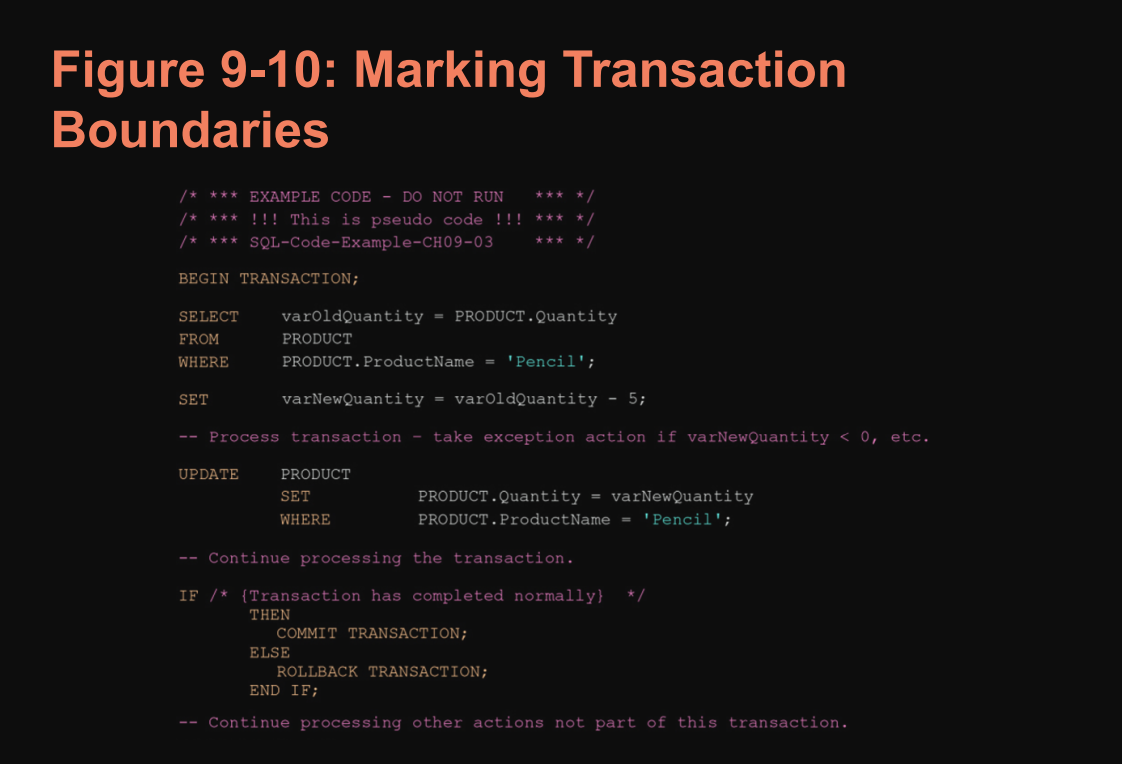 Figure 9-10: Marking Transaction
Boundaries
/* *** EXAMPLE CODE - DO NOT RUN *** */
/* *** !!! This is pseudo code !!! *** */
/* *** SQL-Code-Example-CH09-03 *** */
BEGIN TRANSACTION;
SELECT varOldQuantity = PRODUCT.Quantity
FROM PRODUCT
WHERE PRODUCT.ProductName = 'Pencil';
SET varNewQuantity = varOldQuantity - 5;
-- Process transaction – take exception action if varNewQuantity < 0, etc.
UPDATE PRODUCT
SET PRODUCT.Quantity = varNewQuantity
WHERE PRODUCT.ProductName = 'Pencil';
-- Continue processing the transaction.
IF /* {Transaction has completed normally} */
THEN
COMMIT TRANSACTION;
ELSE
ROLLBACK TRANSACTION;
END IF;
-- Continue processing other actions not part of this transaction.